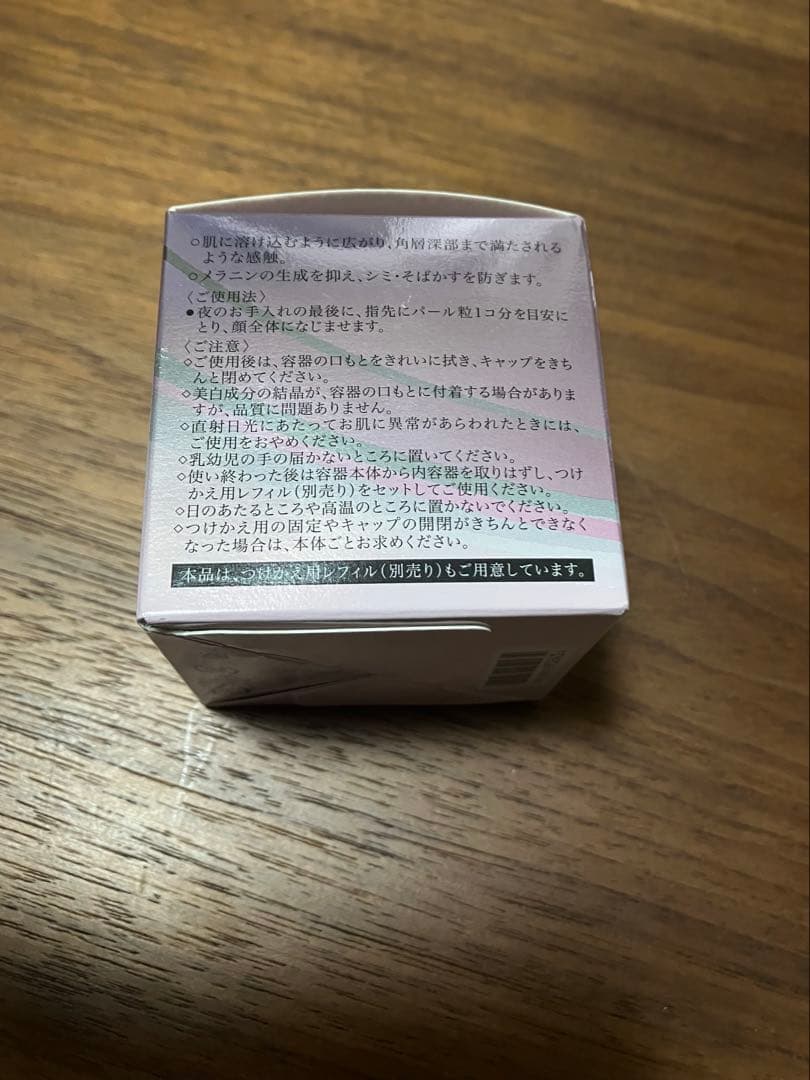 ○肌に溶け込むように広がり、角層深部まで満たされる
ような感触。
○メラニンの生成を抑え、シミ・そばかすを防ぎます。
〈ご使用法〉
●夜のお手入れの最後に、指先にパール粒1コ分を目安に
とり、顔全体になじませます。
〈ご注意〉
◇ご使用後は、容器の口もとをきれいに拭き、キャップをきち
んと閉めてください。
◇美白成分の結晶が、容器の口もとに付着する場合がありま
すが、品質に問題ありません。
◇直射日光にあたってお肌に異常があらわれたときには、
ご使用をおやめください。
◇乳幼児の手の届かないところに置いてください。
◇使い終わった後は容器本体から内容器を取りはずし、つけ
かえ用レフィル（別売り）をセットしてご使用ください。
◇日のあたるところや高温のところに置かないでください。
◇つけかえ用の固定やキャップの開閉がきちんとできなく
なった場合は、本体ごとお求めください。
本品は、つけかえ用レフィル（別売り）もご用意しています。